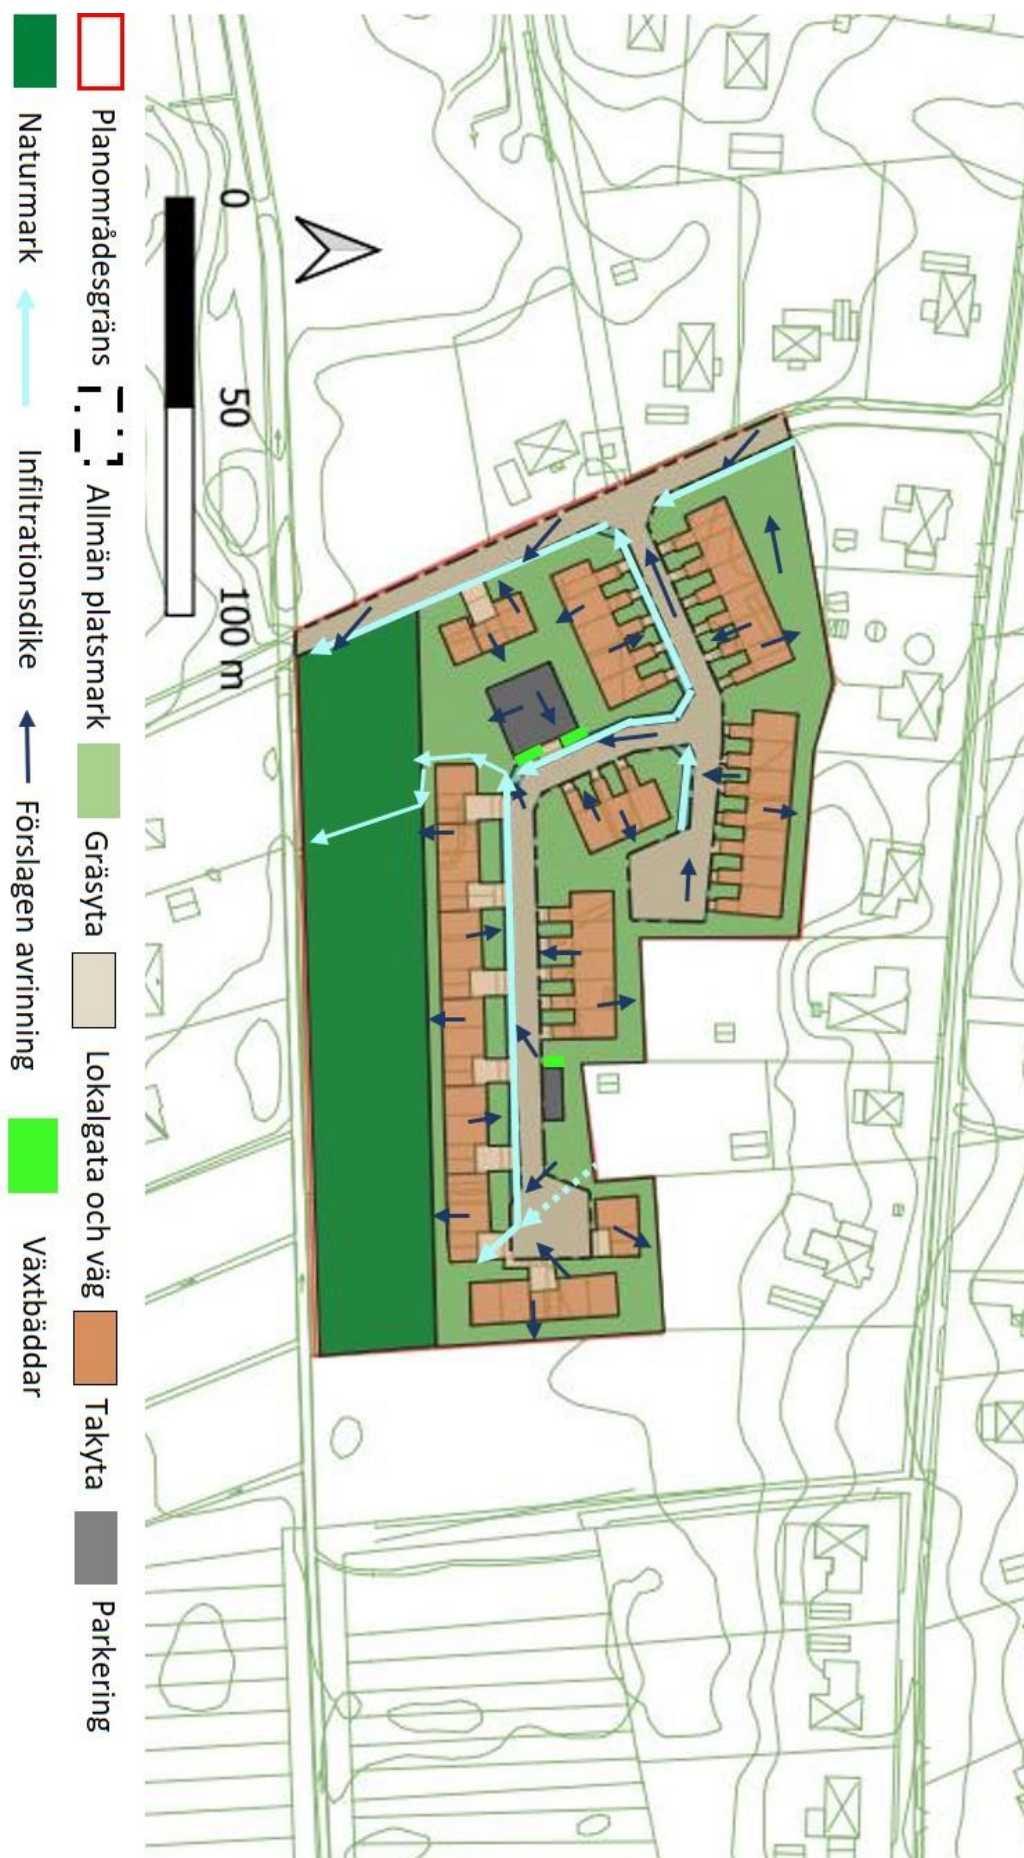 0 50 100 m
Planområdesgräns Allmän platsmark Gräsyta Lokalgata och väg Takyta Parkering
Naturmark Infiltrationsdike Förslagen avrinning Växtbäddar